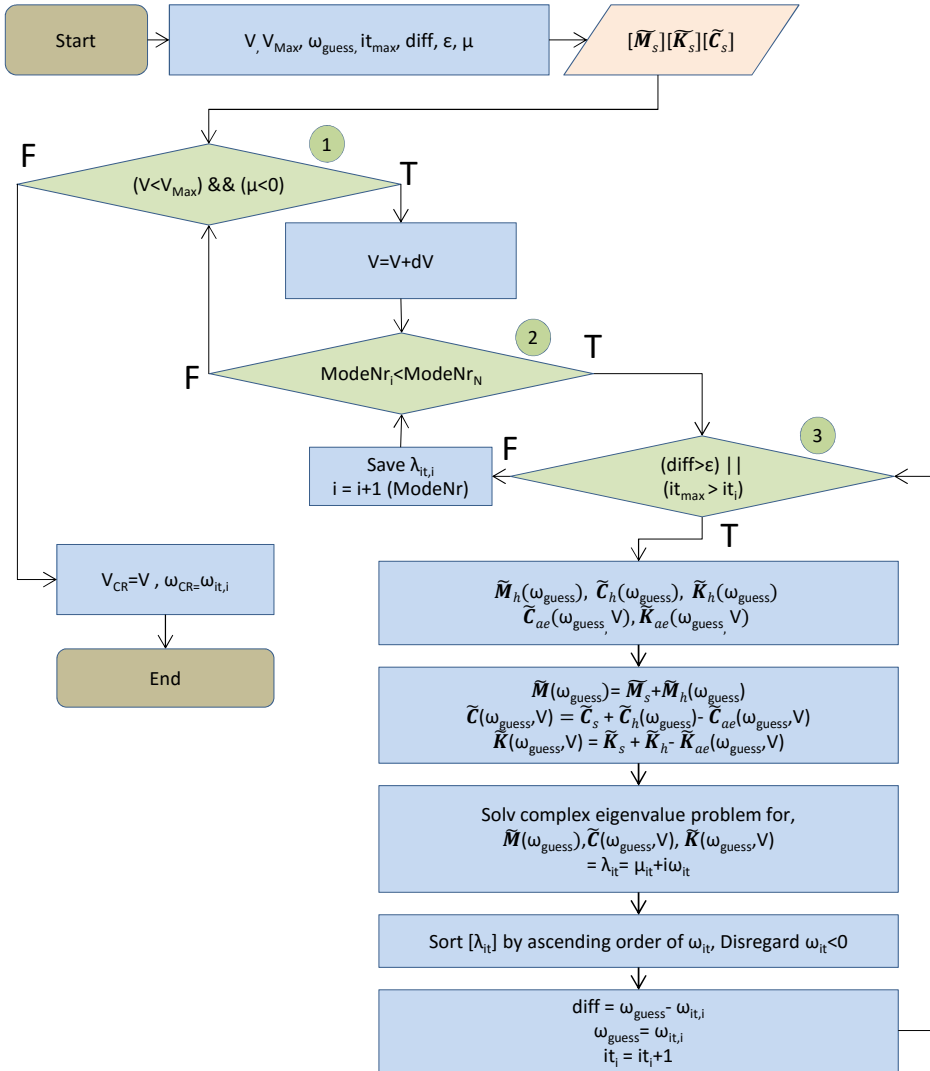 Start
V, V_Max, ω_guess, it_max, diff, ε, μ
[M̃_s][K̃_s][C̃_s]
1
F
T
(V<V_Max) && (μ<0)
V=V+dV
2
T
F
ModeNr_i<ModeNr_N
3
F
Save λ_it,i
i = i+1 (ModeNr)
(diff>ε) ||
(it_max > it_i)
T
V_CR=V , ω_CR=ω_it,i
End
M̃_h(ω_guess), C̃_h(ω_guess), K̃_h(ω_guess)
C̃_ae(ω_guess, V), K̃_ae(ω_guess, V)
M̃(ω_guess)= M̃_s+M̃_h(ω_guess)
C̃(ω_guess,V) = C̃_s + C̃_h(ω_guess)- C̃_ae(ω_guess,V)
K̃(ω_guess,V) = K̃_s + K̃_h- K̃_ae(ω_guess,V)
Solv complex eigenvalue problem for,
M̃(ω_guess),C̃(ω_guess,V), K̃(ω_guess,V)
= λ_it= μ_it+iω_it
Sort [λ_it] by ascending order of ω_it, Disregard ω_it<0
diff = ω_guess- ω_it,i
ω_guess= ω_it,i
it_i = it_i+1